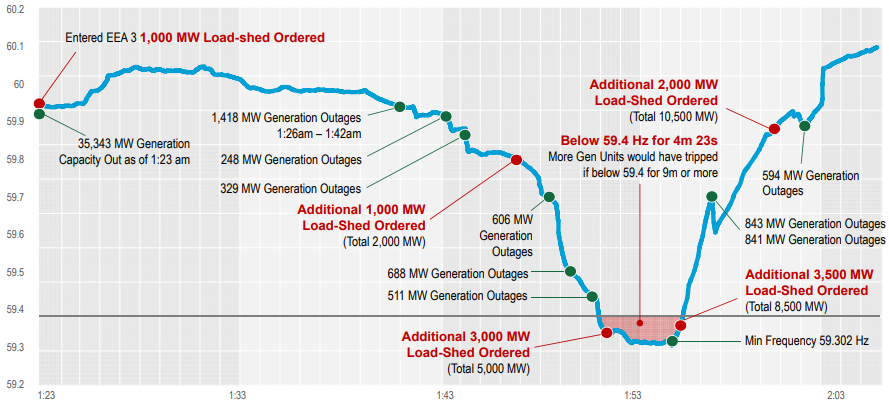 60.2
60.1
60
59.9
59.8
59.7
59.6
59.5
59.4
59.3
59.2
Entered EEA 3 1,000 MW Load-shed Ordered
35,343 MW Generation
Capacity Out as of 1:23 am
1,418 MW Generation Outages
1:26am – 1:42am
248 MW Generation Outages
329 MW Generation Outages
Additional 1,000 MW
Load-Shed Ordered
(Total 2,000 MW)
606 MW
Generation
Outages
688 MW Generation Outages
511 MW Generation Outages
Additional 3,000 MW
Load-Shed Ordered
(Total 5,000 MW)
Additional 2,000 MW
Load-Shed Ordered
(Total 10,500 MW)
Below 59.4 Hz for 4m 23s
More Gen Units would have tripped
if below 59.4 for 9m or more
594 MW Generation
Outages
843 MW Generation Outages
841 MW Generation Outages
Additional 3,500 MW
Load-Shed Ordered
(Total 8,500 MW)
Min Frequency 59.302 Hz
1:23
1:33
1:43
1:53
2:03